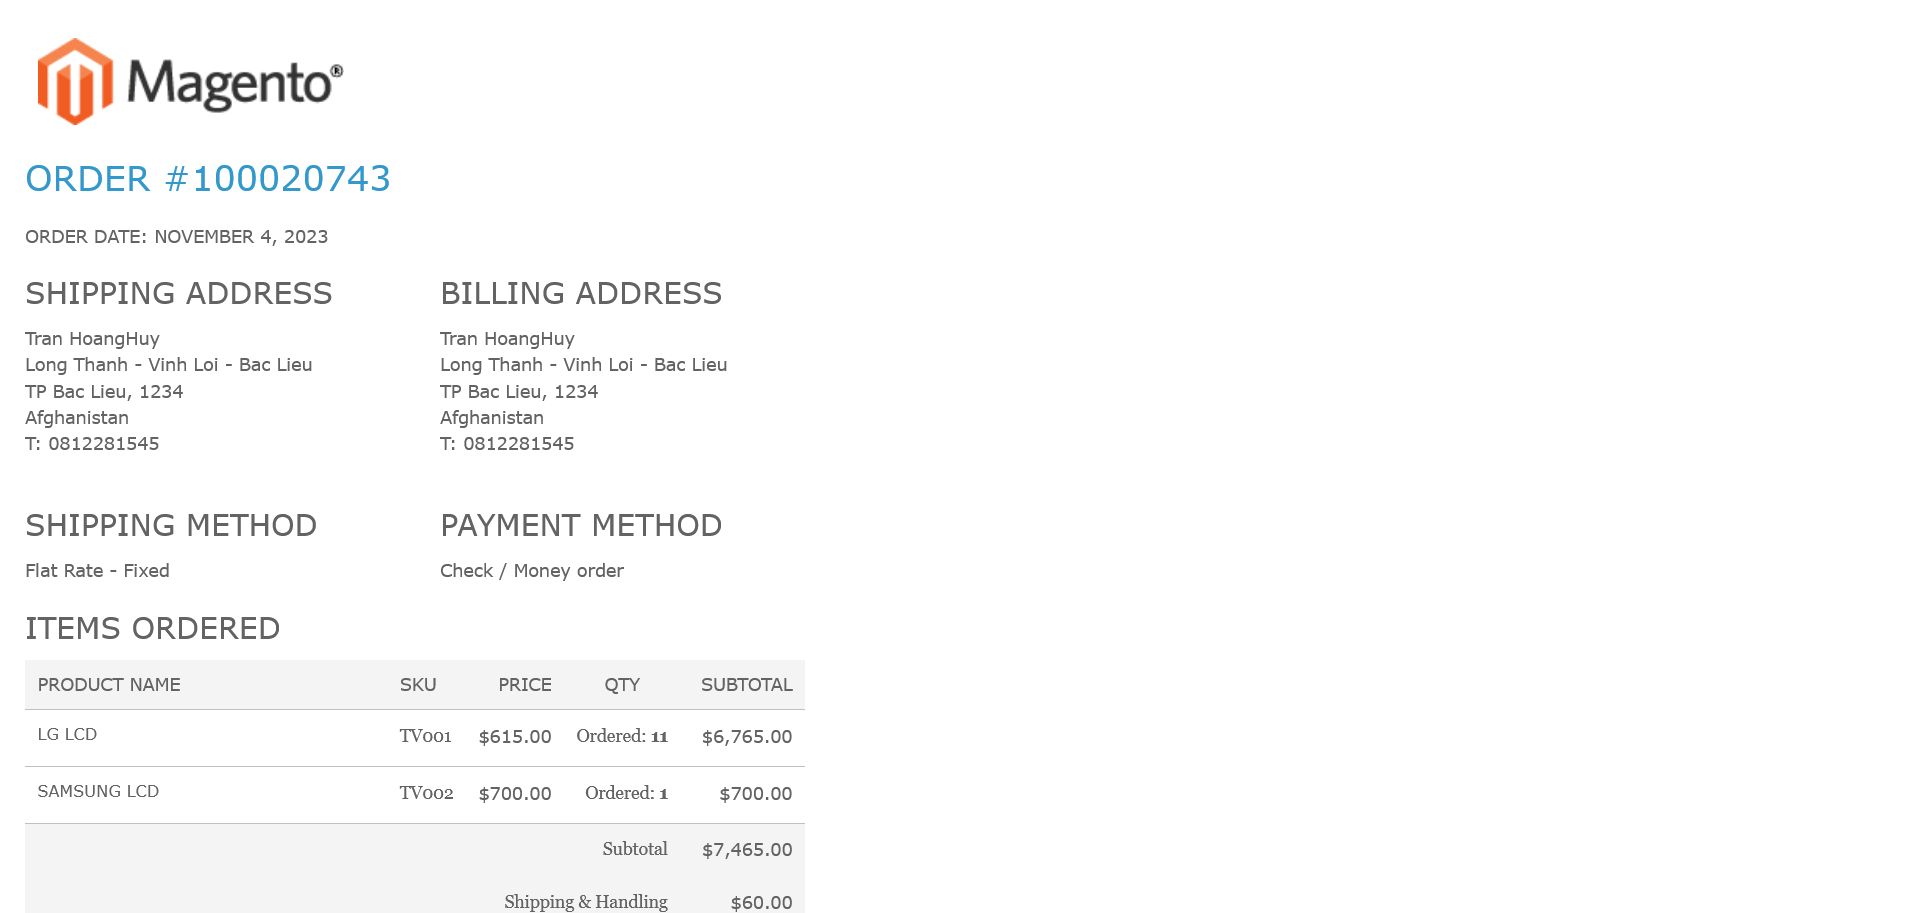 Magento®
ORDER #100020743
ORDER DATE: NOVEMBER 4, 2023
SHIPPING ADDRESS
Tran HoangHuy
Long Thanh - Vinh Loi - Bac Lieu
TP Bac Lieu, 1234
Afghanistan
T: 0812281545
BILLING ADDRESS
Tran HoangHuy
Long Thanh - Vinh Loi - Bac Lieu
TP Bac Lieu, 1234
Afghanistan
T: 0812281545
SHIPPING METHOD
Flat Rate - Fixed
PAYMENT METHOD
Check / Money order
ITEMS ORDERED
PRODUCT NAME SKU PRICE QTY SUBTOTAL
LG LCD TV001 $615.00 Ordered: 11 $6,765.00
SAMSUNG LCD TV002 $700.00 Ordered: 1 $700.00
Subtotal $7,465.00
Shipping & Handling $60.00